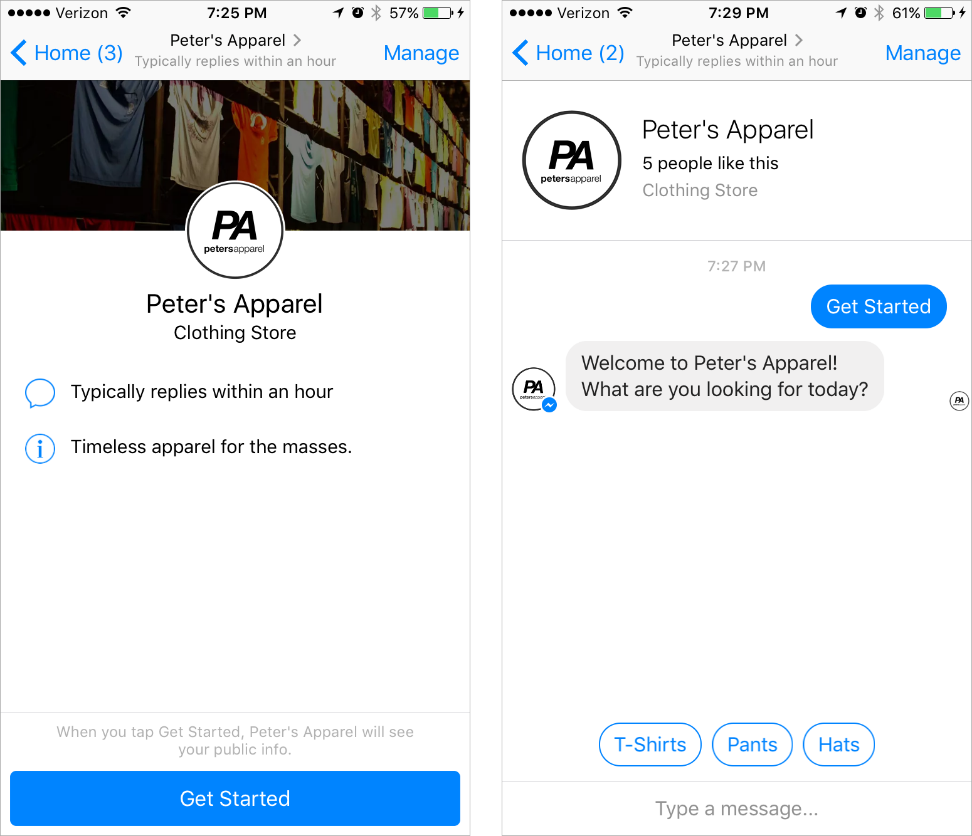 Verizon 7:25 PM 57%
Home (3) Peter's Apparel Manage
Typically replies within an hour
PA
petersapparel
Peter's Apparel
Clothing Store
Typically replies within an hour
Timeless apparel for the masses.
When you tap Get Started, Peter's Apparel will see
your public info.
Get Started
Verizon 7:29 PM 61%
Home (2) Peter's Apparel Manage
Typically replies within an hour
PA
petersapparel
Peter's Apparel
5 people like this
Clothing Store
7:27 PM
Get Started
Welcome to Peter's Apparel!
What are you looking for today?
PA
petersapparel
PA
T-Shirts Pants Hats
Type a message...